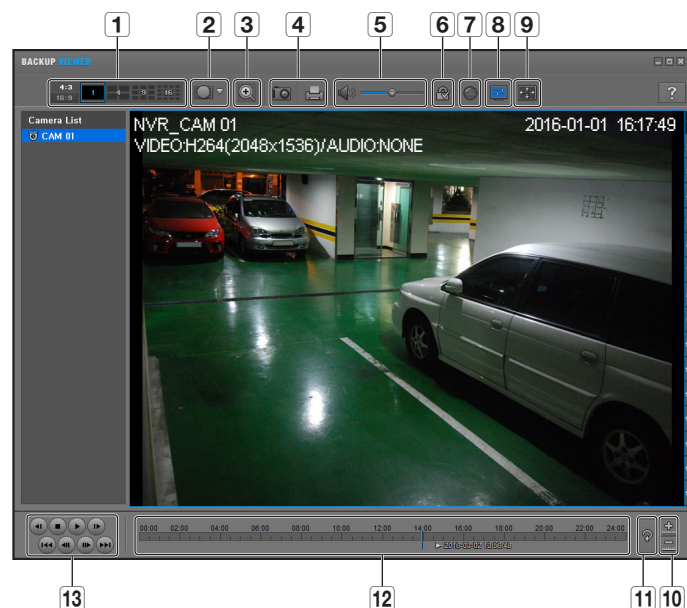 1 2 3 4 5 6 7 8 9
BACKUP VIEWER
4:3
16:9
1 4 9 16
?
Camera List
CAM 01
NVR_CAM 01
2016-01-01 16:17:49
VIDEO:H264(2048x1536)/AUDIO:NONE
00:00 02:00 04:00 06:00 08:00 10:00 12:00 14:00 16:00 18:00 20:00 22:00 24:00
13 12 11 10